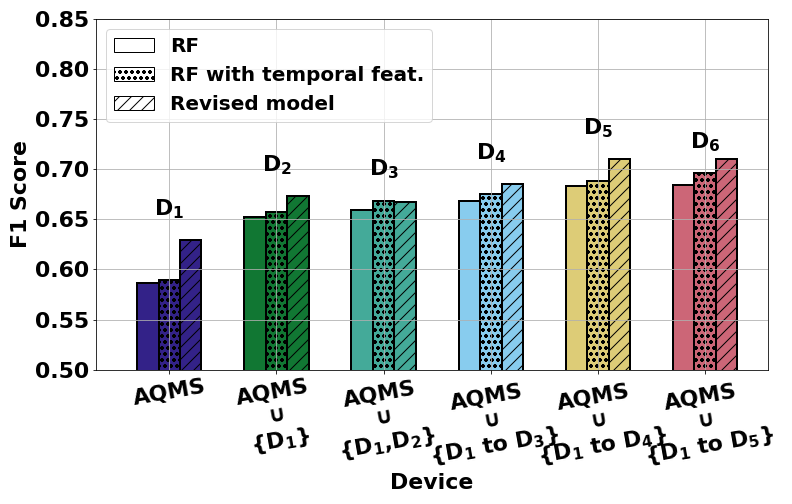 0.85
0.80
0.75
0.70
0.65
0.60
0.55
0.50
F1 Score
RF
RF with temporal feat.
Revised model
D₁
D₂
D₃
D₄
D₅
D₆
AQMS
AQMS
∪
{D₁}
AQMS
∪
{D₁,D₂}
AQMS
∪
{D₁ to D₃}
AQMS
∪
{D₁ to D₄}
AQMS
∪
{D₁ to D₅}
Device